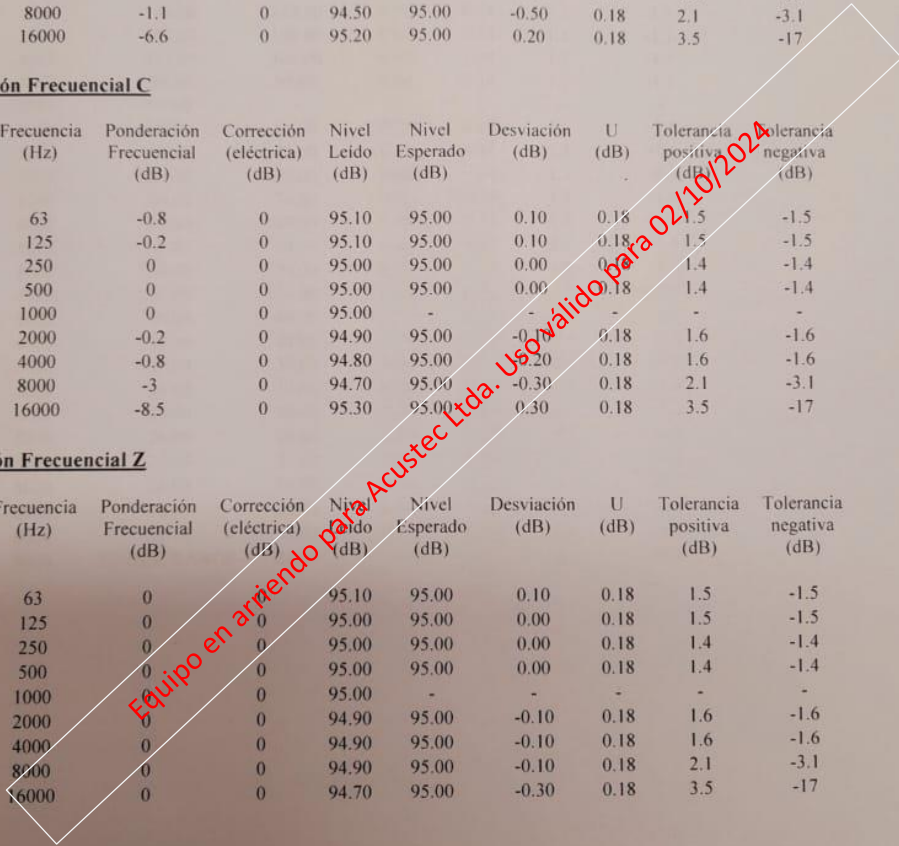 8000 -1.1 0 94.50 95.00 -0.50 0.18 2.1 -3.1
16000 -6.6 0 95.20 95.00 0.20 0.18 3.5 -17
ón Frecuencial C
Frecuencia Ponderación Corrección Nivel Nivel Desviación U Tolerancia Tolerancia
(Hz) Frecuencial (eléctrica) Leído Esperado (dB) (dB) positiva negativa
(dB) (dB) (dB) (dB) (dB) (dB)
63 -0.8 0 95.10 95.00 0.10 0.18 1.5 -1.5
125 -0.2 0 95.10 95.00 0.10 0.18 1.5 -1.5
250 0 0 95.00 95.00 0.00 0.18 1.4 -1.4
500 0 0 95.00 95.00 0.00 0.18 1.4 -1.4
1000 0 0 95.00 - - - - -
2000 -0.2 0 94.90 95.00 -0.10 0.18 1.6 -1.6
4000 -0.8 0 94.80 95.00 -0.20 0.18 1.6 -1.6
8000 -3 0 94.70 95.00 -0.30 0.18 2.1 -3.1
16000 -8.5 0 95.30 95.00 0.30 0.18 3.5 -17
ón Frecuencial Z
Frecuencia Ponderación Corrección Nivel Nivel Desviación U Tolerancia Tolerancia
(Hz) Frecuencial (eléctrica) Leído Esperado (dB) (dB) positiva negativa
(dB) (dB) (dB) (dB) (dB) (dB)
63 0 0 95.10 95.00 0.10 0.18 1.5 -1.5
125 0 0 95.00 95.00 0.00 0.18 1.5 -1.5
250 0 0 95.00 95.00 0.00 0.18 1.4 -1.4
500 0 0 95.00 95.00 0.00 0.18 1.4 -1.4
1000 0 0 95.00 - - - - -
2000 0 0 94.90 95.00 -0.10 0.18 1.6 -1.6
4000 0 0 94.90 95.00 -0.10 0.18 1.6 -1.6
8000 0 0 94.90 95.00 -0.10 0.18 2.1 -3.1
16000 0 0 94.70 95.00 -0.30 0.18 3.5 -17
Equipo en arriendo para Acustec Ltda. Uso válido para 02/10/2024